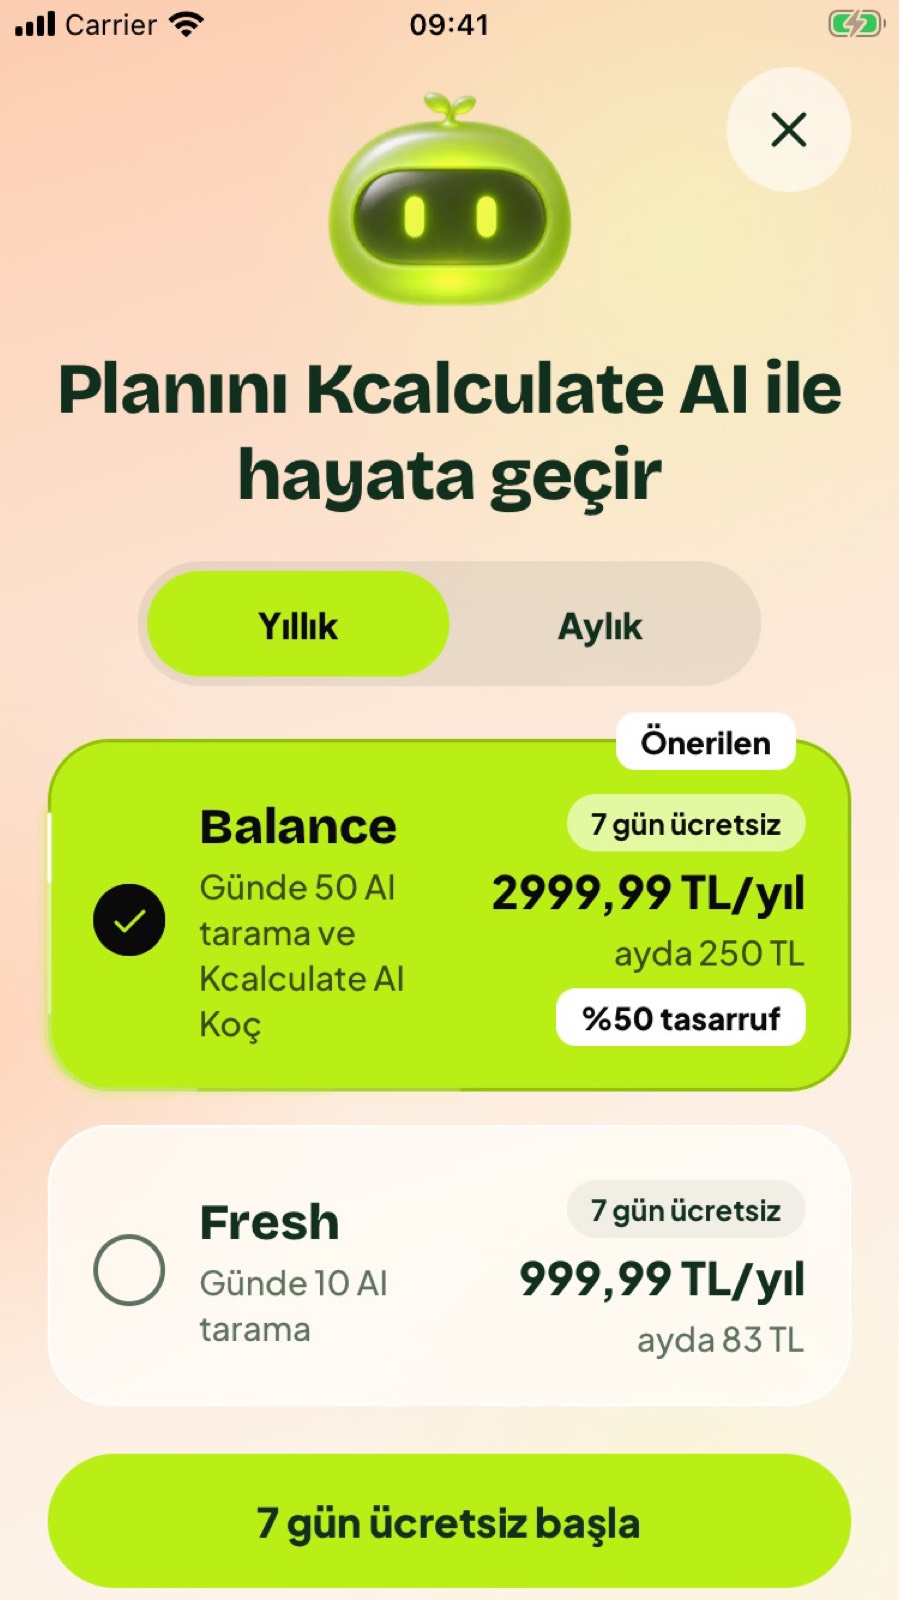 Carrier
09:41
Planını Kcalculate AI ile
hayata geçir
Yıllık
Aylık
Önerilen
Balance
Günde 50 AI
tarama ve
Kcalculate AI
Koç
7 gün ücretsiz
2999,99 TL/yıl
ayda 250 TL
%50 tasarruf
Fresh
Günde 10 AI
tarama
7 gün ücretsiz
999,99 TL/yıl
ayda 83 TL
7 gün ücretsiz başla